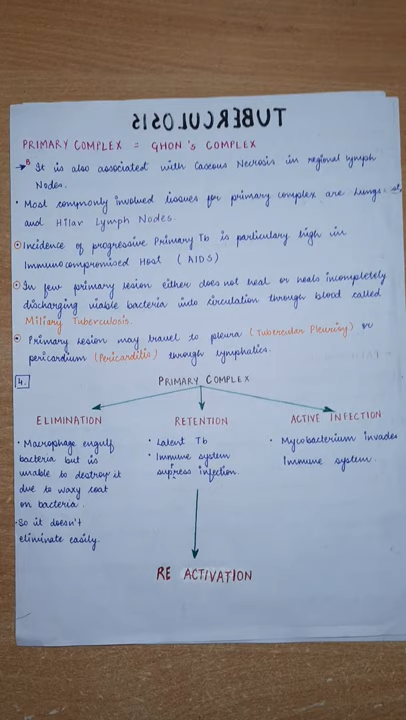 TUBERCULOSIS
PRIMARY COMPLEX = GHON'S COMPLEX
→ It is also associated with Caseous Necrosis in regional lymph
Nodes.
• Most commonly involved tissues for primary complex are Lungs
and Hilar Lymph Nodes.
Incidence of progressive Primary Tb is particulary high in
Immunocompromised Host (AIDS)
In few primary lesion either does not heal or heals incompletely
discharging viable bacteria into circulation through blood called
Miliary Tuberculosis.
Primary lesion may travel to pleura (Tubercular Pleurisy) or
pericardium (Pericarditis) through lymphatics.
4.
PRIMARY COMPLEX
ELIMINATION
• Macrophage engulf
bacteria but is
unable to destroy it
due to waxy coat
on bacteria.
• So it doesn't
eliminate easily.
RETENTION
• Latent Tb
• Immune system
supress infection.
RE ACTIVATION
ACTIVE INFECTION
• Mycobacterium invades
Immune system.